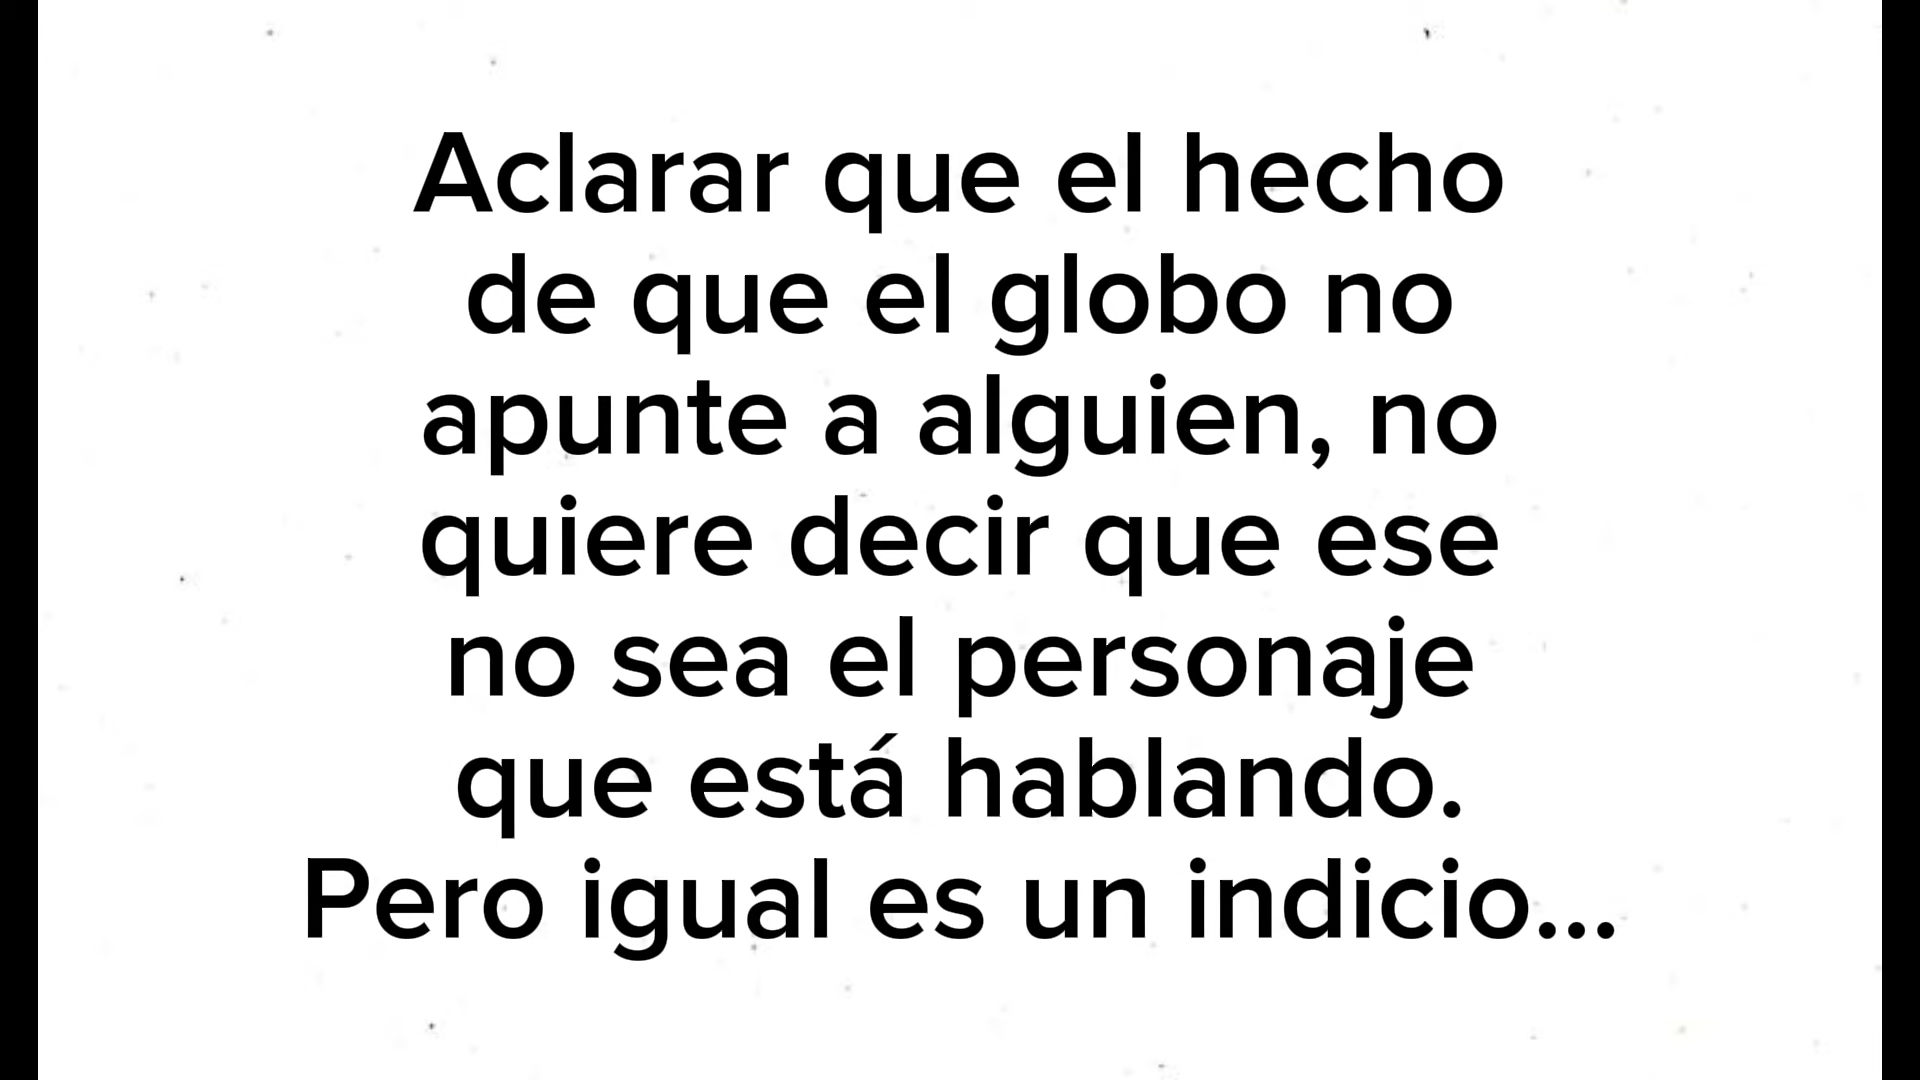 Aclarar que el hecho
de que el globo no
apunte a alguien, no
quiere decir que ese
no sea el personaje
que está hablando.
Pero igual es un indicio...